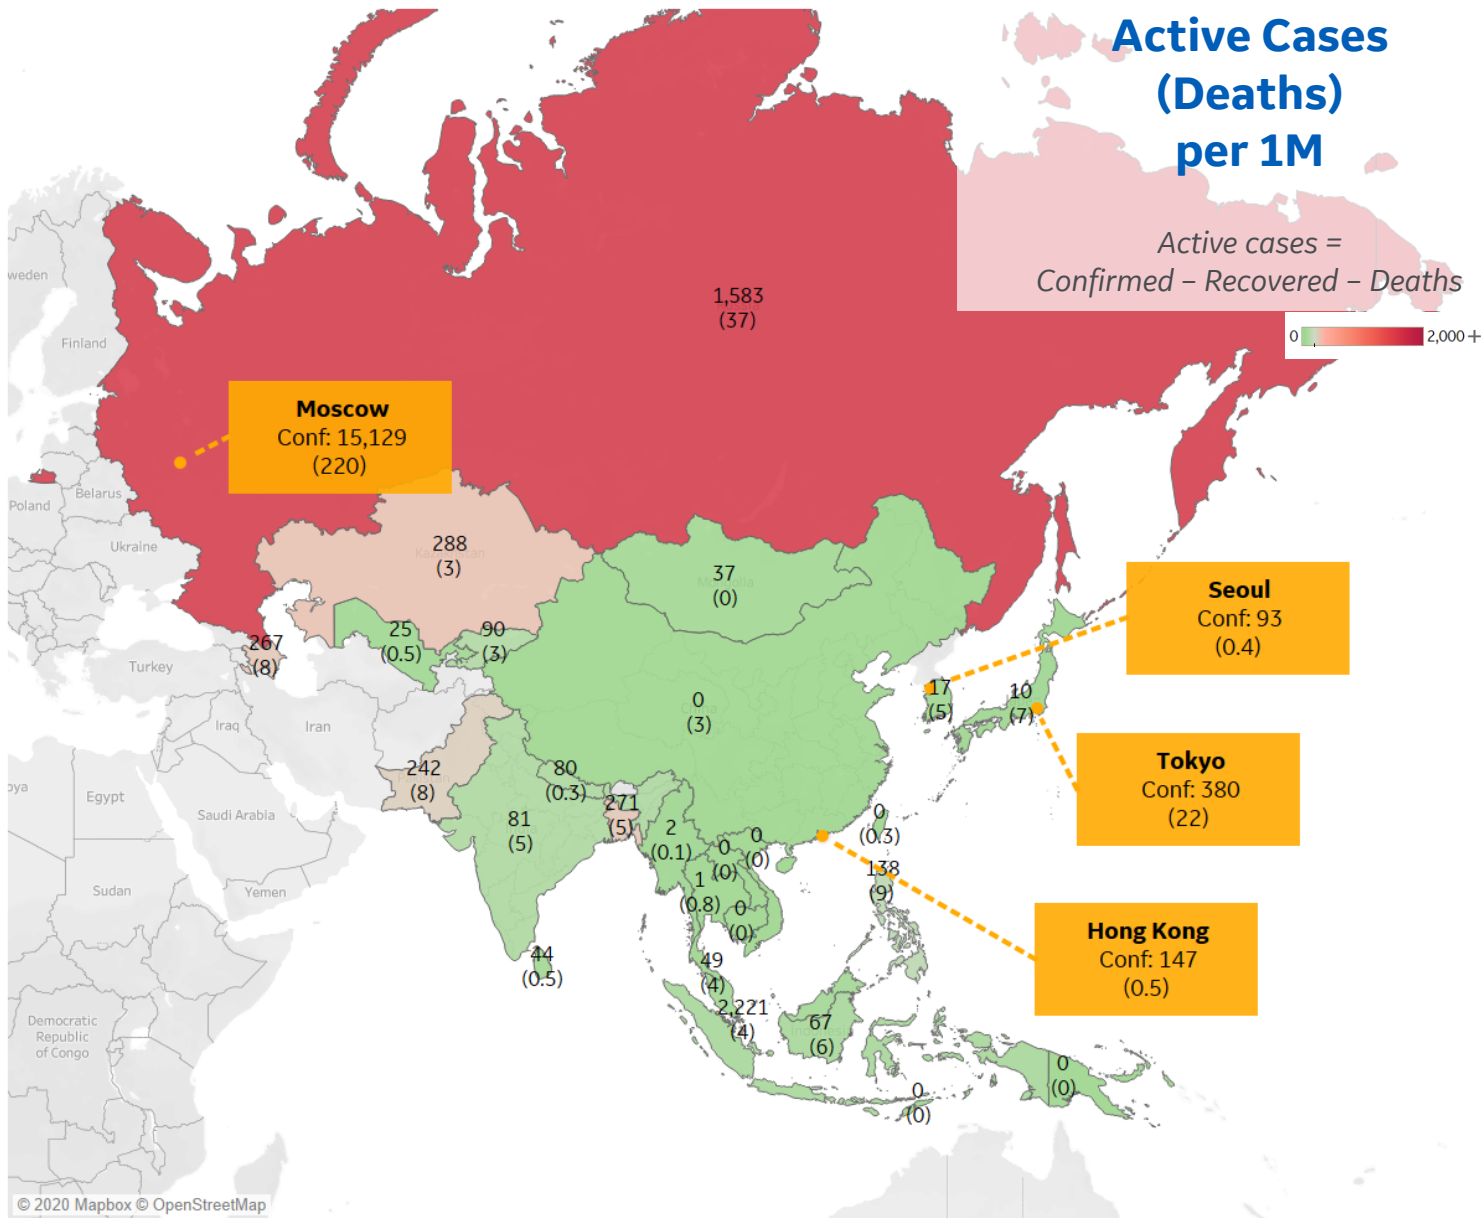 Active Cases
(Deaths)
per 1M
Active cases =
Confirmed – Recovered – Deaths
0
2,000 +
1,583
(37)
weden
Finland
Moscow
Conf: 15,129
(220)
Poland
Belarus
Ukraine
288
Kazakhstan
(3)
37
Mongolia
(0)
Seoul
Conf: 93
(0.4)
267
(8)
25
(0.5)
90
(3)
Turkey
Iraq
Iran
0
China
(3)
17
(5)
10
(7)
Tokyo
Conf: 380
(22)
oya
Egypt
Saudi Arabia
242
(8)
80
(0.3)
81
(5)
271
(5)
2
(0.1)
0
(0)
0
(0)
0
(0.3)
138
(9)
1
(0.8)
0
(0)
Sudan
Yemen
Hong Kong
Conf: 147
(0.5)
44
(0.5)
49
(4)
2,221
(4)
67
(6)
0
(0)
0
(0)
Democratic
Republic
of Congo
© 2020 Mapbox © OpenStreetMap